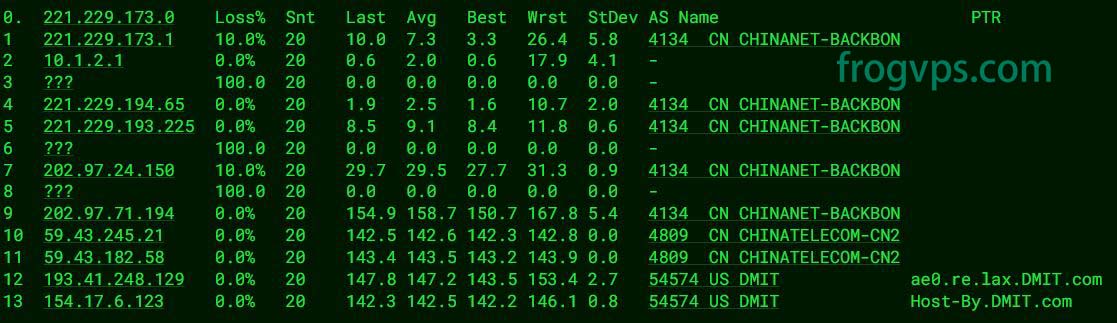 0. 221.229.173.0 Loss% Snt Last Avg Best Wrst StDev AS Name PTR
1 221.229.173.1 10.0% 20 10.0 7.3 3.3 26.4 5.8 4134 CN CHINANET-BACKBON
2 10.1.2.1 0.0% 20 0.6 2.0 0.6 17.9 4.1 -
frogvps.com
3 ??? 100.0 20 0.0 0.0 0.0 0.0 0.0 -
4 221.229.194.65 0.0% 20 1.9 2.5 1.6 10.7 2.0 4134 CN CHINANET-BACKBON
5 221.229.193.225 0.0% 20 8.5 9.1 8.4 11.8 0.6 4134 CN CHINANET-BACKBON
6 ??? 100.0 20 0.0 0.0 0.0 0.0 0.0 -
7 202.97.24.150 10.0% 20 29.7 29.5 27.7 31.3 0.9 4134 CN CHINANET-BACKBON
8 ??? 100.0 20 0.0 0.0 0.0 0.0 0.0 -
9 202.97.71.194 0.0% 20 154.9 158.7 150.7 167.8 5.4 4134 CN CHINANET-BACKBON
10 59.43.245.21 0.0% 20 142.5 142.6 142.3 142.8 0.0 4809 CN CHINATELECOM-CN2
11 59.43.182.58 0.0% 20 143.4 143.5 143.2 143.9 0.0 4809 CN CHINATELECOM-CN2
12 193.41.248.129 0.0% 20 147.8 147.2 143.5 153.4 2.7 54574 US DMIT ae0.re.lax.DMIT.com
13 154.17.6.123 0.0% 20 142.3 142.5 142.2 146.1 0.8 54574 US DMIT Host-By.DMIT.com